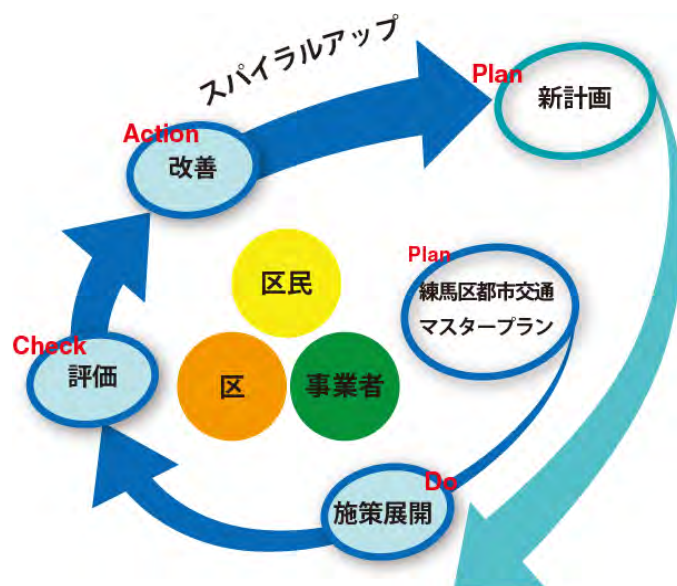 スパイラルアップ
Plan
新計画
Action
改善
区民
Plan
練馬区都市交通
マスタープラン
Check
評価
区
事業者
Do
施策展開